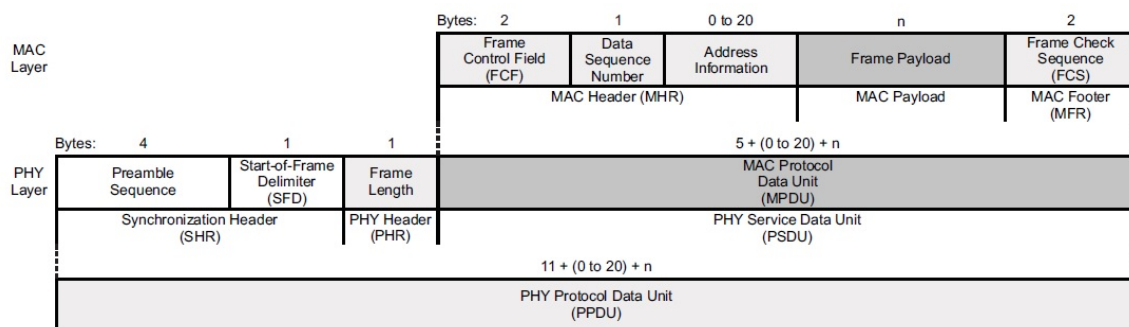 Bytes: 2 1 0 to 20 n 2
MAC
Layer
Frame
Control Field
(FCF)
Data
Sequence
Number
Address
Information
Frame Payload
Frame Check
Sequence
(FCS)
MAC Header (MHR)
MAC Payload
MAC Footer
(MFR)
Bytes: 4 1 1 5 + (0 to 20) + n
PHY
Layer
Preamble
Sequence
Start-of-Frame
Delimiter
(SFD)
Frame
Length
MAC Protocol
Data Unit
(MPDU)
Synchronization Header
(SHR)
PHY Header
(PHR)
PHY Service Data Unit
(PSDU)
11 + (0 to 20) + n
PHY Protocol Data Unit
(PPDU)